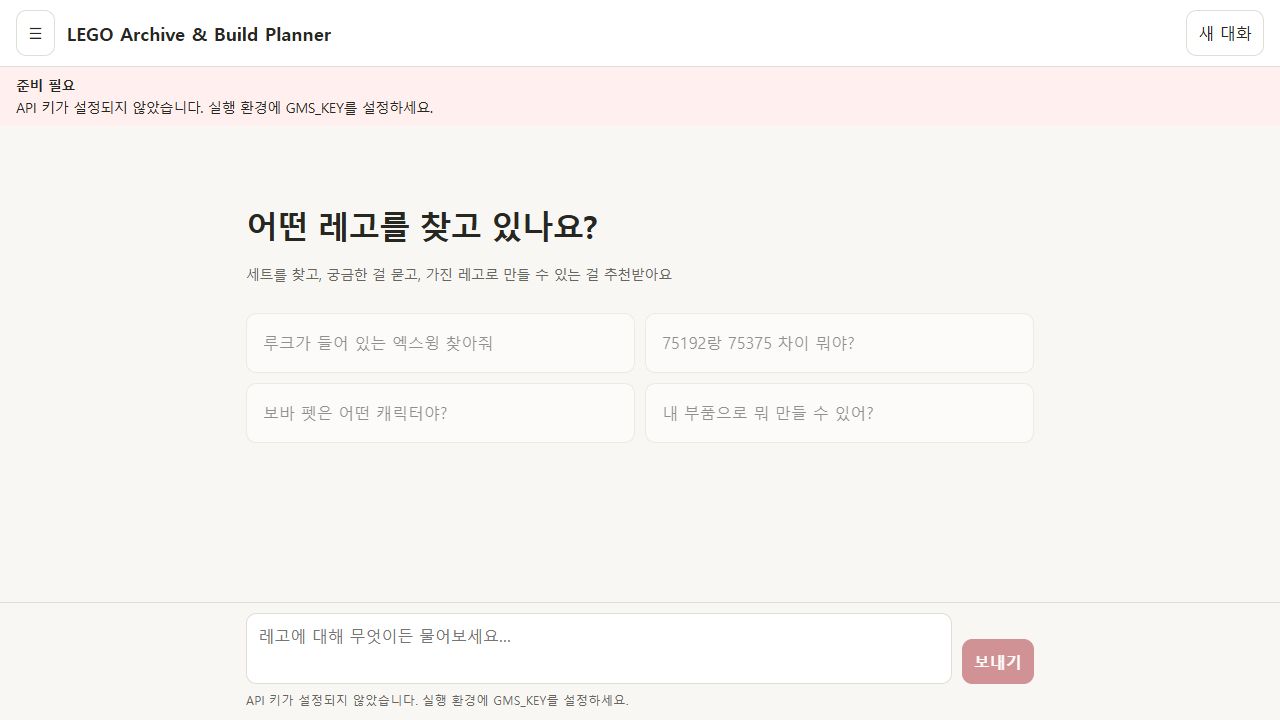 ☰ LEGO Archive & Build Planner 새 대화
준비 필요
API 키가 설정되지 않았습니다. 실행 환경에 GMS_KEY를 설정하세요.
어떤 레고를 찾고 있나요?
세트를 찾고, 궁금한 걸 묻고, 가진 레고로 만들 수 있는 걸 추천받아요
루크가 들어 있는 엑스윙 찾아줘
75192랑 75375 차이 뭐야?
보바 펫은 어떤 캐릭터야?
내 부품으로 뭐 만들 수 있어?
레고에 대해 무엇이든 물어보세요...
보내기
API 키가 설정되지 않았습니다. 실행 환경에 GMS_KEY를 설정하세요.